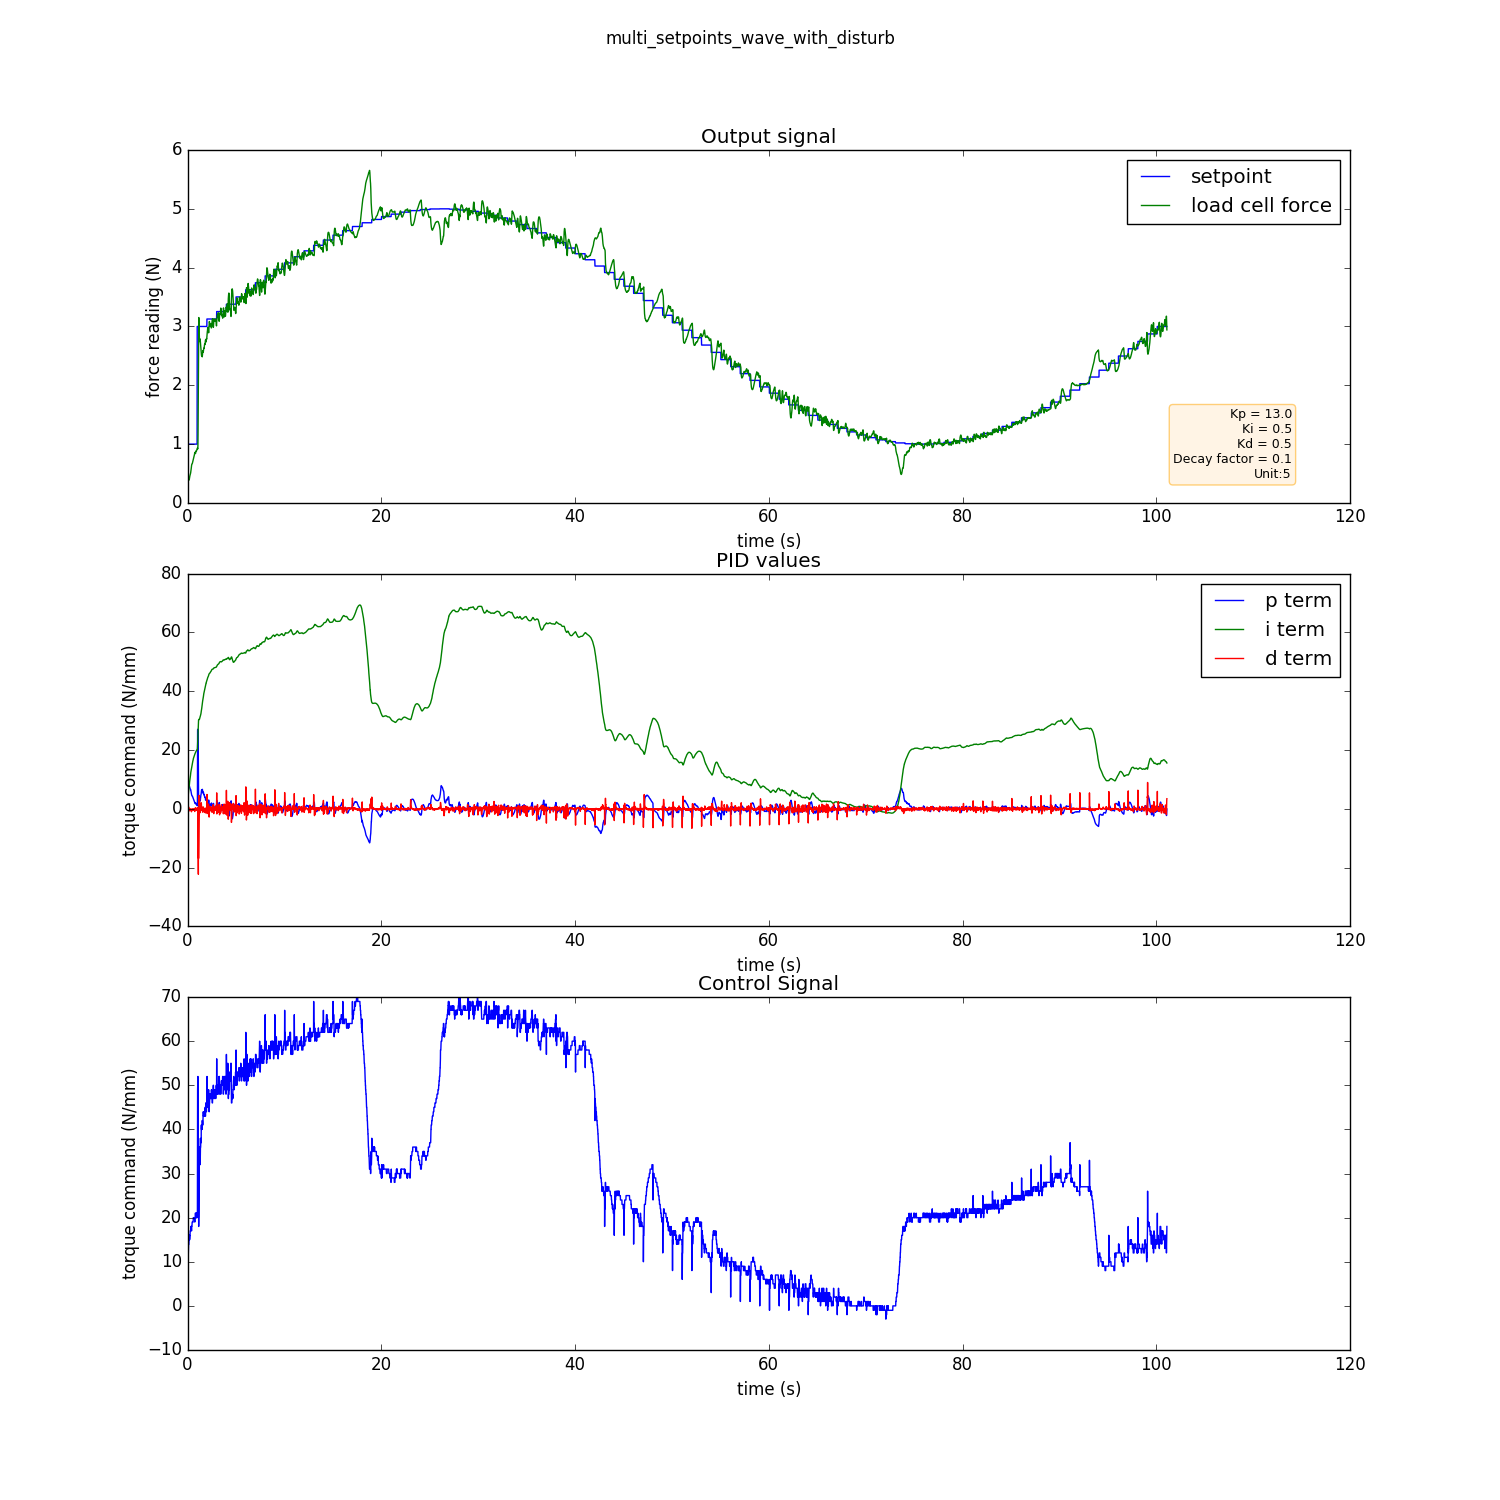 multi_setpoints_wave_with_disturb
Output signal
6
5
4
3
2
1
0
force reading (N)
setpoint
load cell force
Kp = 13.0
Ki = 0.5
Kd = 0.5
Decay factor = 0.1
Unit:5
0 20 40 60 80 100 120
time (s)
PID values
80
60
40
20
0
−20
−40
torque command (N/mm)
p term
i term
d term
0 20 40 60 80 100 120
time (s)
Control Signal
70
60
50
40
30
20
10
0
−10
torque command (N/mm)
0 20 40 60 80 100 120
time (s)